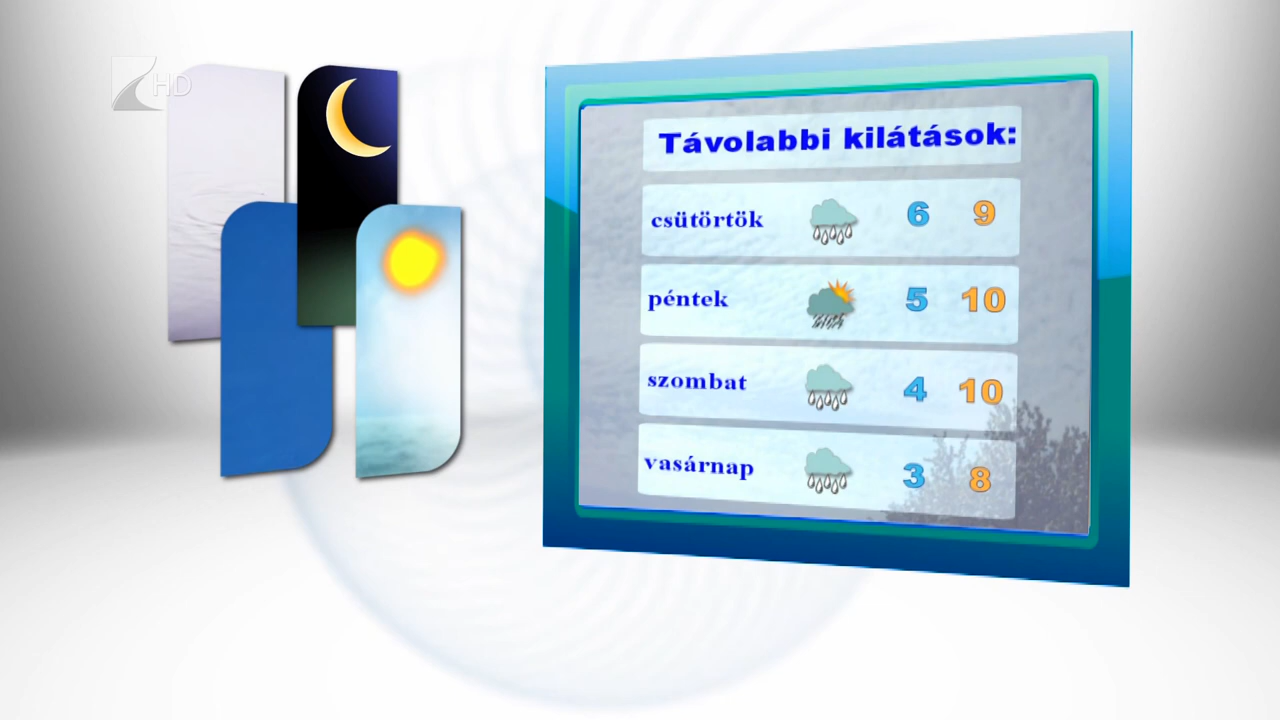 HD
Távolabbi kilátások:
csütörtök 6 9
péntek 5 10
szombat 4 10
vasárnap 3 8